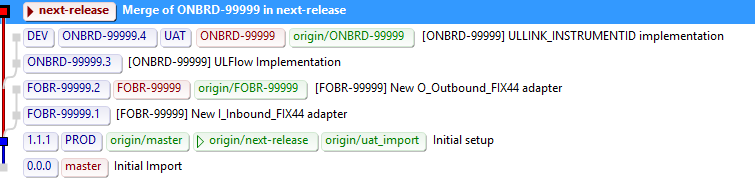 next-release Merge of ONBRD-99999 in next-release
DEV ONBRD-99999.4 UAT ONBRD-99999 origin/ONBRD-99999 [ONBRD-99999] ULLINK_INSTRUMENTID implementation
ONBRD-99999.3 [ONBRD-99999] ULFlow Implementation
FOBR-99999.2 FOBR-99999 origin/FOBR-99999 [FOBR-99999] New O_Outbound_FIX44 adapter
FOBR-99999.1 [FOBR-99999] New I_Inbound_FIX44 adapter
1.1.1 PROD origin/master origin/next-release origin/uat_import Initial setup
0.0.0 master Initial Import